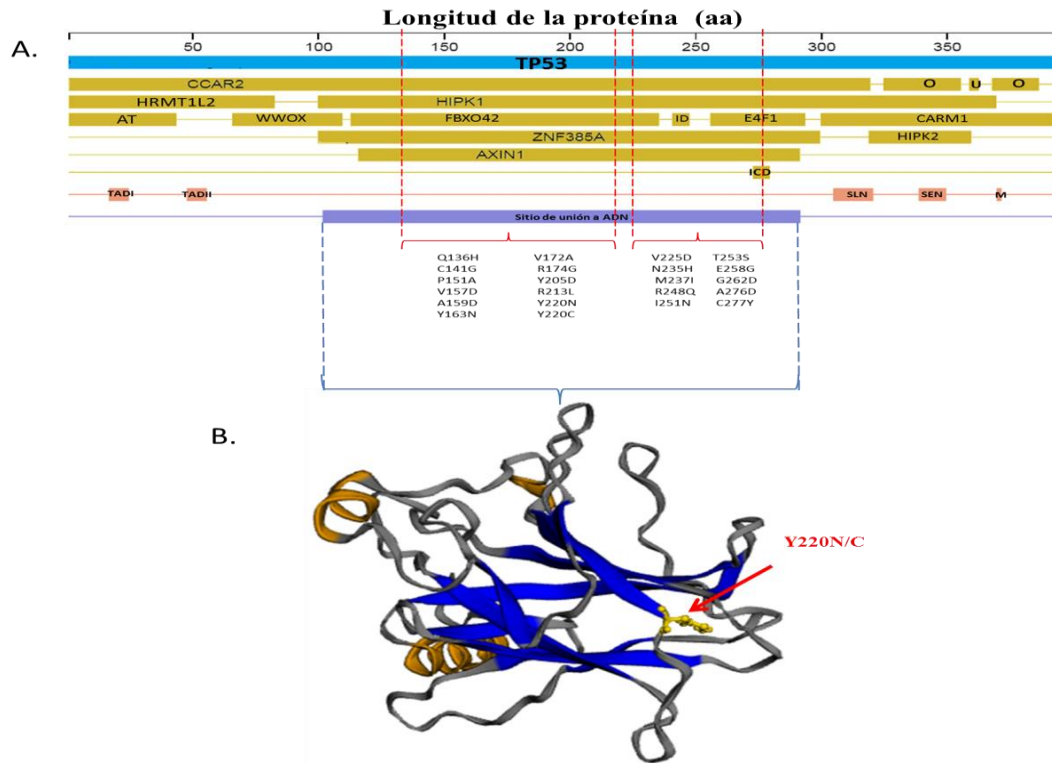 Longitud de la proteína (aa)
A.
0 50 100 150 200 250 300 350
TP53
CCAR2 O U O
HRMT1L2 HIPK1
AT WWOX FBXO42 ID E4F1 CARM1
ZNF385A HIPK2
AXIN1
ICD
TADI TADII SLN SEN M
Sitio de unión a ADN
Q136H V172A V225D T253S
C141G R174G N235H E258G
P151A Y205D M237I G262D
V157D R213L R248Q A276D
A159D Y220N I251N C277Y
Y163N Y220C
B.
Y220N/C